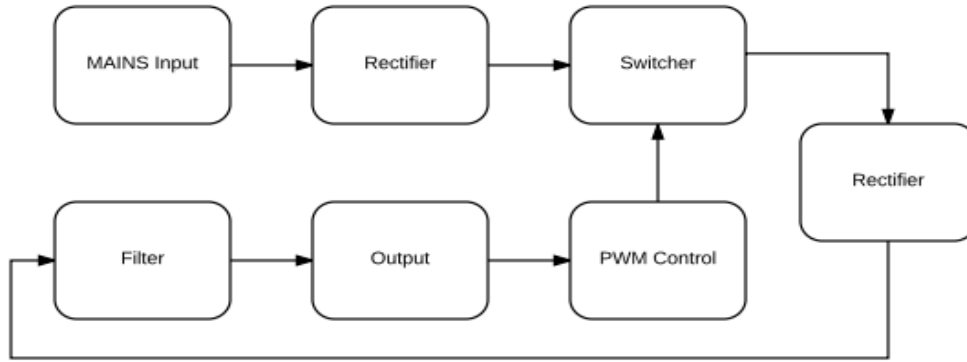 MAINS Input
Rectifier
Switcher
Rectifier
Filter
Output
PWM Control